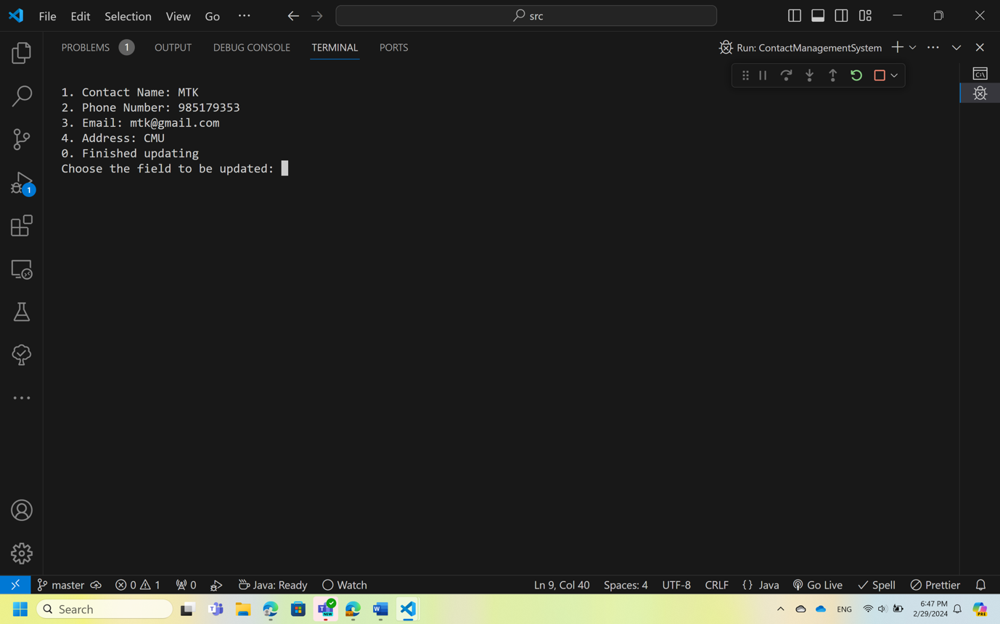 File Edit Selection View Go ···
src
PROBLEMS 1 OUTPUT DEBUG CONSOLE TERMINAL PORTS
Run: ContactManagementSystem
1. Contact Name: MTK
2. Phone Number: 985179353
3. Email: mtk@gmail.com
4. Address: CMU
0. Finished updating
Choose the field to be updated:
1
master 0 1 0 Java: Ready Watch Ln 9, Col 40 Spaces: 4 UTF-8 CRLF {} Java Go Live Spell Prettier
Search
ENG
6:47 PM
2/29/2024